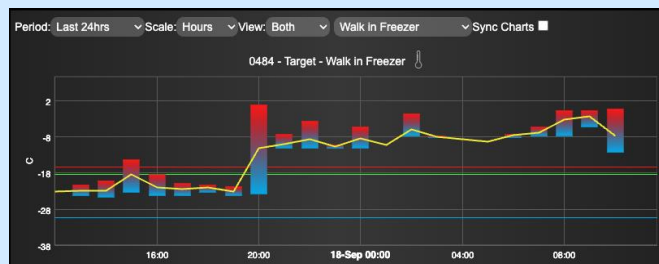 Period: Last 24hrs Scale: Hours View: Both Walk in Freezer Sync Charts
0484 - Target - Walk in Freezer
2
-8
-18
-28
-38
C
16:00 20:00 18-Sep 00:00 04:00 08:00